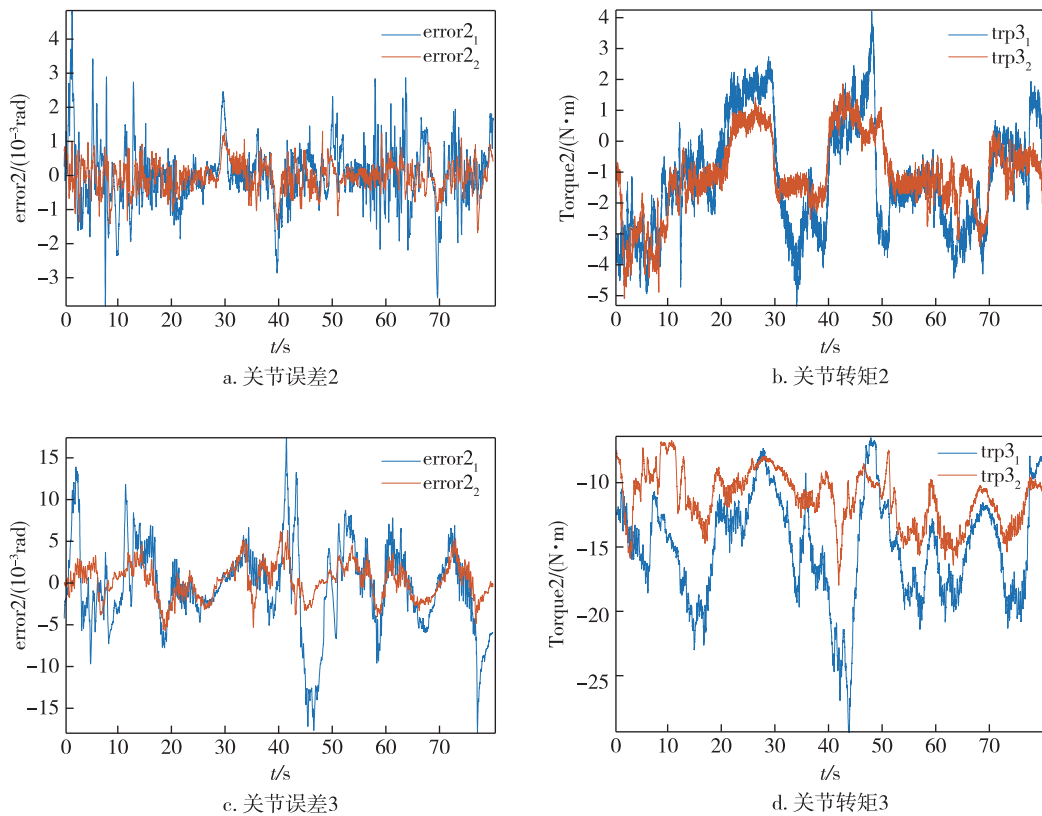 4
3
2
1
0
−1
−2
−3
error2/(10⁻³rad)
error2₁
error2₂
0 10 20 30 40 50 60 70
t/s
a. 关节误差2
4
3
2
1
0
−1
−2
−3
−4
−5
Torque2/(N·m)
trp3₁
trp3₂
0 10 20 30 40 50 60 70
t/s
b. 关节转矩2
15
10
5
0
−5
−10
−15
error2/(10⁻³rad)
error2₁
error2₂
0 10 20 30 40 50 60 70
t/s
c. 关节误差3
−10
−15
−20
−25
Torque2/(N·m)
trp3₁
trp3₂
0 10 20 30 40 50 60 70
t/s
d. 关节转矩3